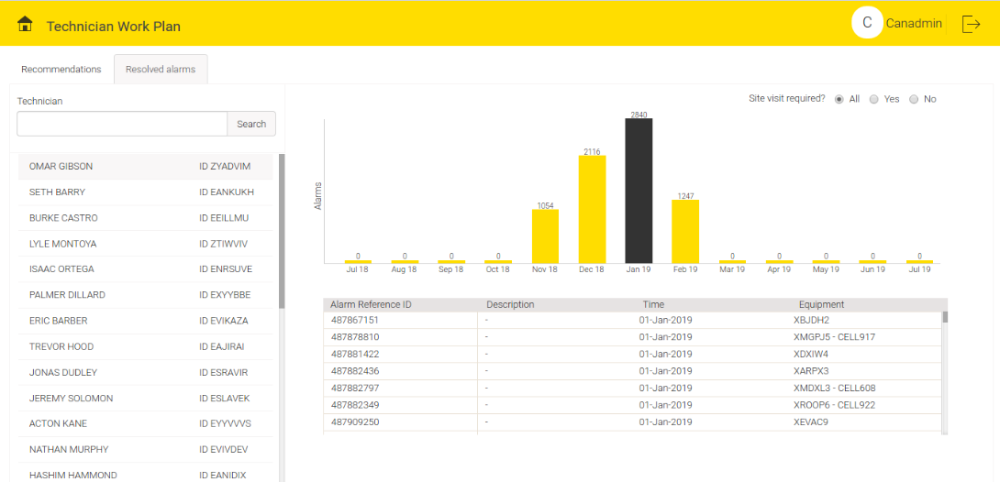 Technician Work Plan
C Canadmin
Recommendations Resolved alarms
Technician
Search
OMAR GIBSON ID ZYADVIM
SETH BARRY ID EANKUKH
BURKE CASTRO ID EEILLMU
LYLE MONTOYA ID ZTIWVIV
ISAAC ORTEGA ID ENRSUVE
PALMER DILLARD ID EXYYBBE
ERIC BARBER ID EVIKAZA
TREVOR HOOD ID EAJIRAI
JONAS DUDLEY ID ESRAVIR
JEREMY SOLOMON ID ESLAVEK
ACTON KANE ID EYYVVVS
NATHAN MURPHY ID EVIVDEV
HASHIM HAMMOND ID EANIDIX
Site visit required? All Yes No
Alarms
0 0 0 0 1054 2116 2840 1247 0 0 0 0 0
Jul 18 Aug 18 Sep 18 Oct 18 Nov 18 Dec 18 Jan 19 Feb 19 Mar 19 Apr 19 May 19 Jun 19 Jul 19
Alarm Reference ID Description Time Equipment
487867151 - 01-Jan-2019 XBJDH2
487878810 - 01-Jan-2019 XMGPJ5 - CELL917
487881422 - 01-Jan-2019 XDXIW4
487882436 - 01-Jan-2019 XARPX3
487882797 - 01-Jan-2019 XMDXL3 - CELL608
487882349 - 01-Jan-2019 XROOP6 - CELL922
487909250 - 01-Jan-2019 XEVAC9